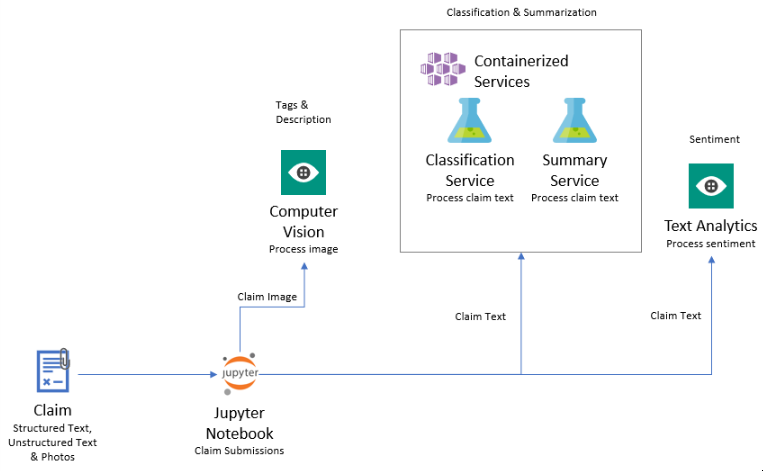 Classification & Summarization
Containerized
Services
Tags &
Description
Classification
Service
Process claim text
Summary
Service
Process claim text
Sentiment
Computer
Vision
Process image
Text Analytics
Process sentiment
Claim Image
Claim Text
Claim Text
jupyter
Claim
Structured Text,
Unstructured Text
& Photos
Jupyter
Notebook
Claim Submissions